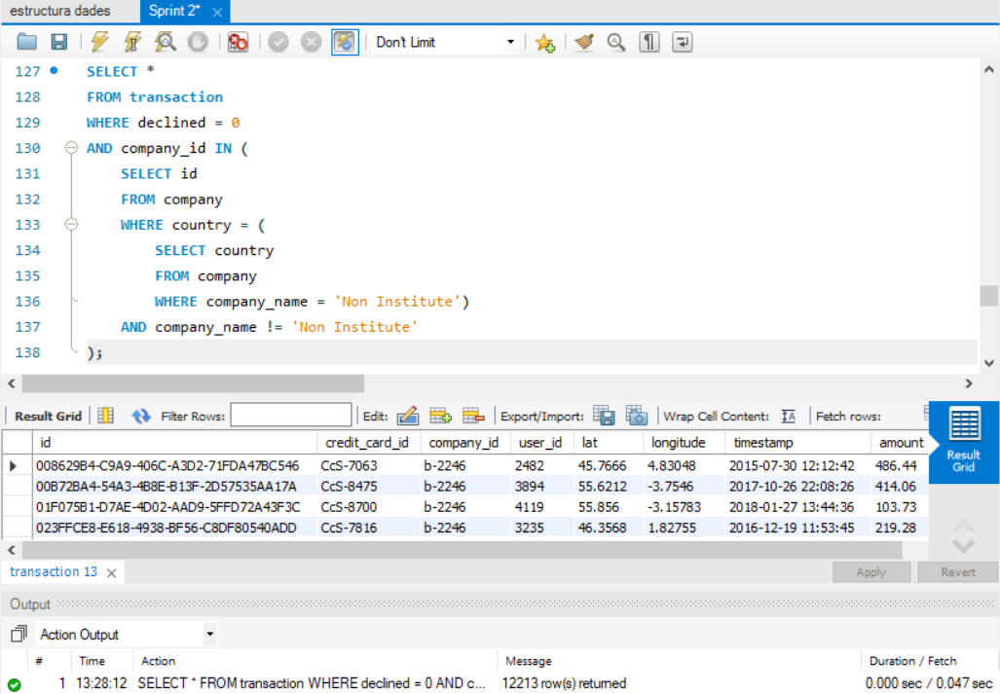 estructura dades Sprint 2*
Don't Limit
127 SELECT *
128 FROM transaction
129 WHERE declined = 0
130 AND company_id IN (
131 SELECT id
132 FROM company
133 WHERE country = (
134 SELECT country
135 FROM company
136 WHERE company_name = 'Non Institute')
137 AND company_name != 'Non Institute'
138 );
Result Grid Filter Rows: Edit: Export/Import: Wrap Cell Content: Fetch rows:
id credit_card_id company_id user_id lat longitude timestamp amount
008629B4-C9A9-406C-A3D2-71FDA47BC546 CcS-7063 b-2246 2482 45.7666 4.83048 2015-07-30 12:12:42 486.44
00B72BA4-54A3-4B8E-B13F-2D57535AA17A CcS-8475 b-2246 3894 55.6212 -3.7546 2017-10-26 22:08:26 414.06
01F075B1-D7AE-4D02-AAD9-5FFD72A43F3C CcS-8700 b-2246 4119 55.856 -3.15783 2018-01-27 13:44:36 103.73
023FFCE8-E618-4938-BF56-C8DF80540ADD CcS-7816 b-2246 3235 46.3568 1.82755 2016-12-19 11:53:45 219.28
Result
Grid
transaction 13 Apply Revert
Output
Action Output
# Time Action Message Duration / Fetch
1 13:28:12 SELECT * FROM transaction WHERE declined = 0 AND c... 12213 row(s) returned 0.000 sec / 0.047 sec